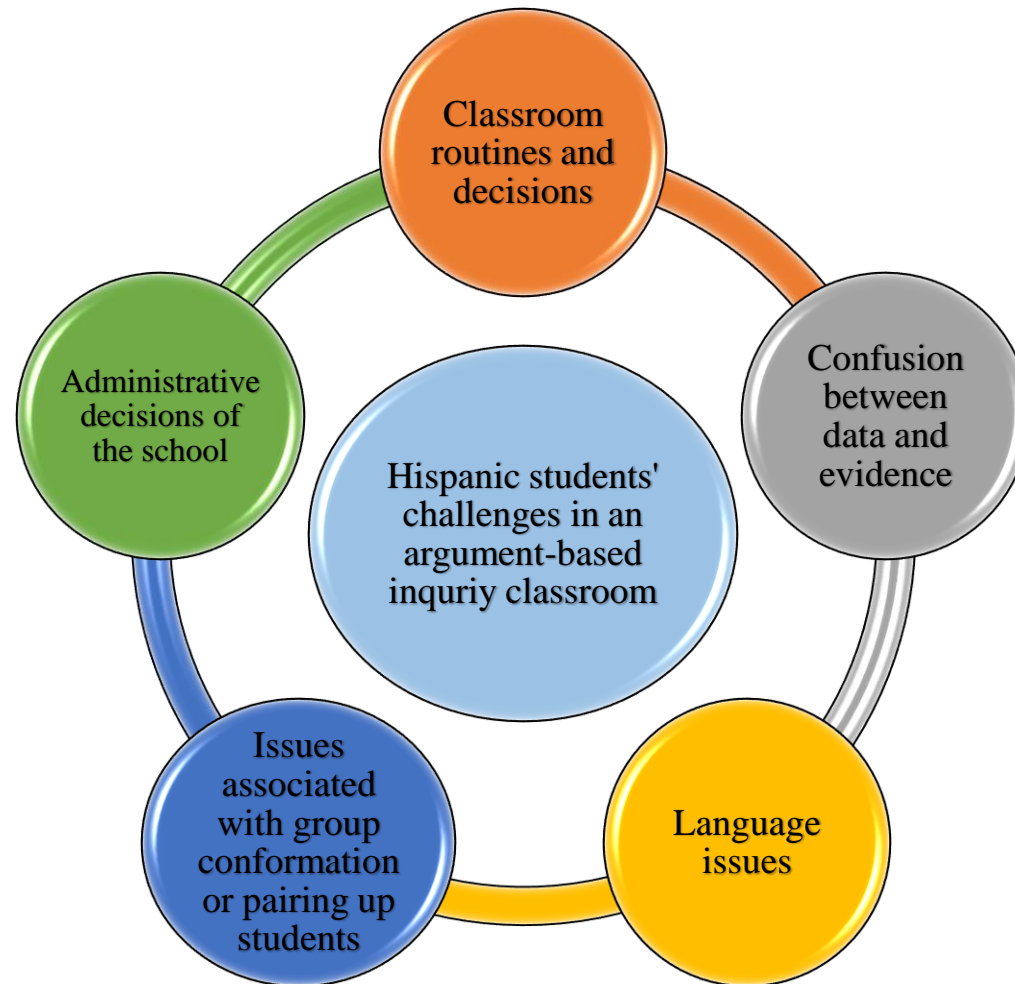 Classroom
routines and
decisions
Confusion
between
data and
evidence
Administrative
decisions of
the school
Hispanic students'
challenges in an
argument-based
inquriy classroom
Issues
associated
with group
conformation
or pairing up
students
Language
issues